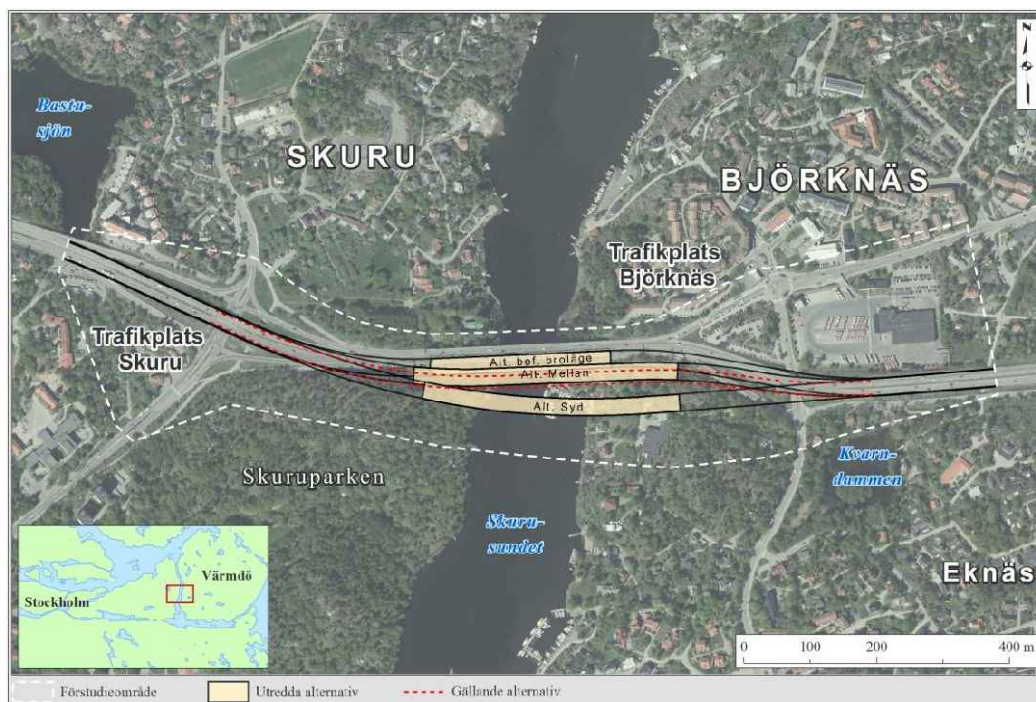 N
Basta-
sjön
SKURU
BJÖRKNÄS
Trafikplats
Björknäs
Trafikplats
Skuru
Alt. bef. broläge
Alt. Mellan
Alt. Syd
Skuruparken
Kvarn-
dammen
Skuru-
sundet
Eknäs
Värmdö
Stockholm
0 100 200 400 m
Förstudieområde Utredda alternativ Gällande alternativ